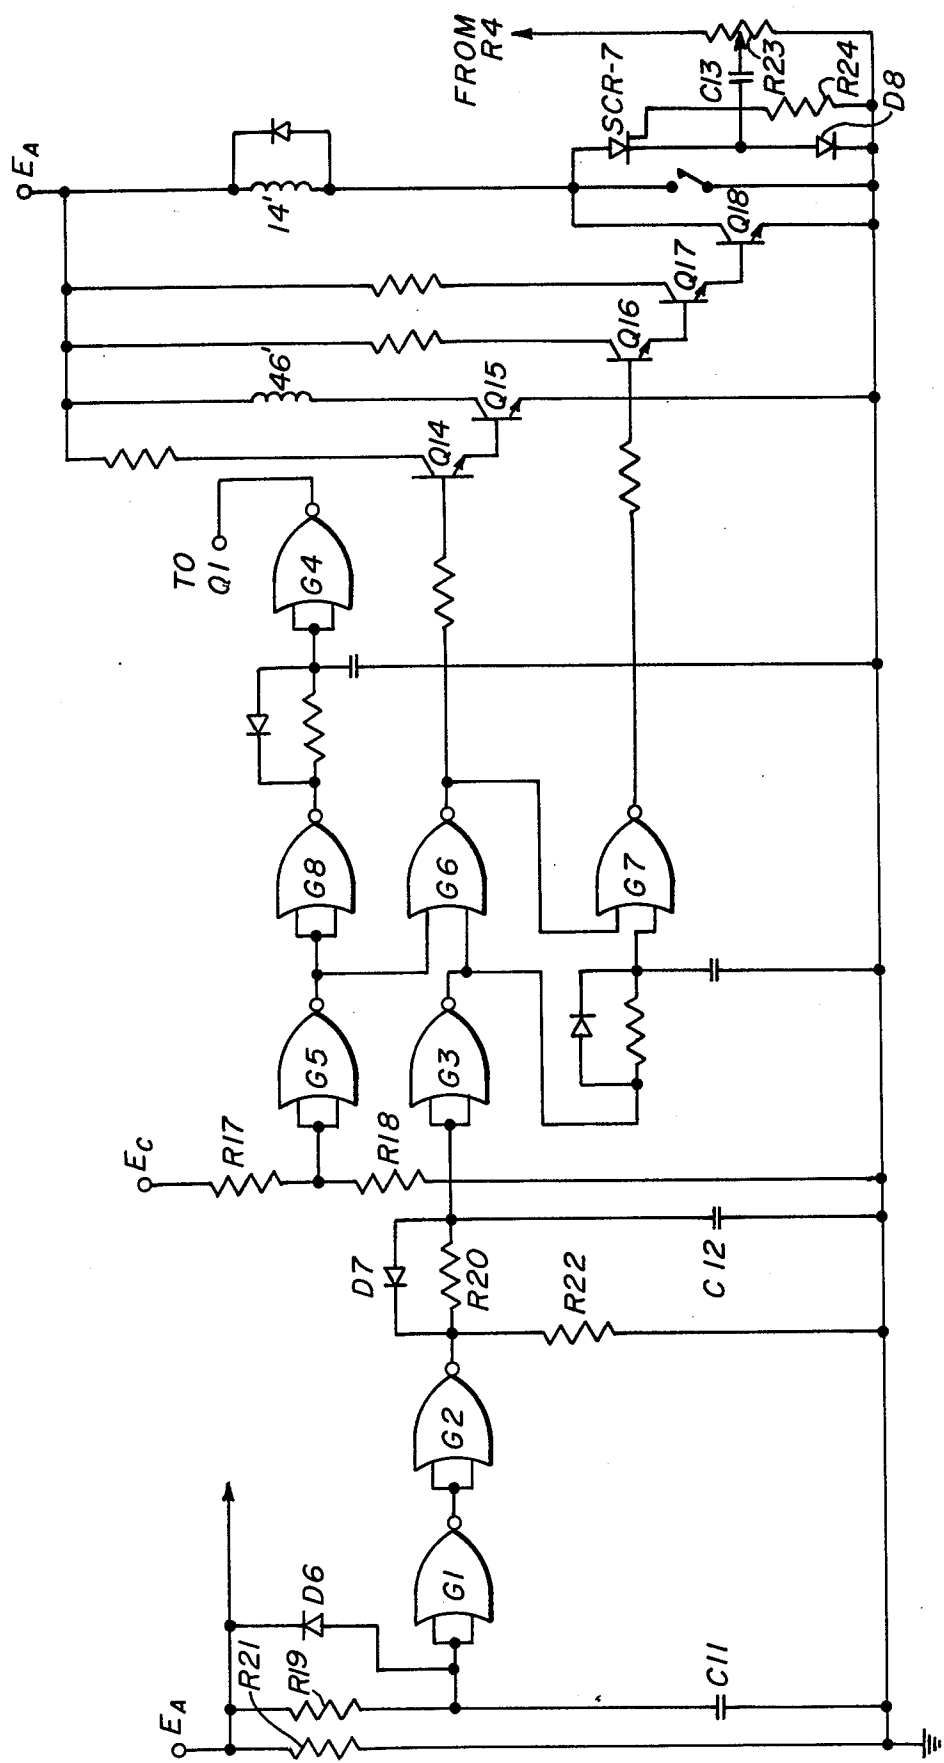 E_A
R21
R19
D6
G1
C11
G2
D7
R20
R22
C12
E_C
R17
R18
G5
G3
G8
G6
G7
TO
Q1
G4
Q14
Q15
46'
Q16
Q17
Q18
14'
E_A
FROM
R4
SCR-7
C13
R23
R24
D8